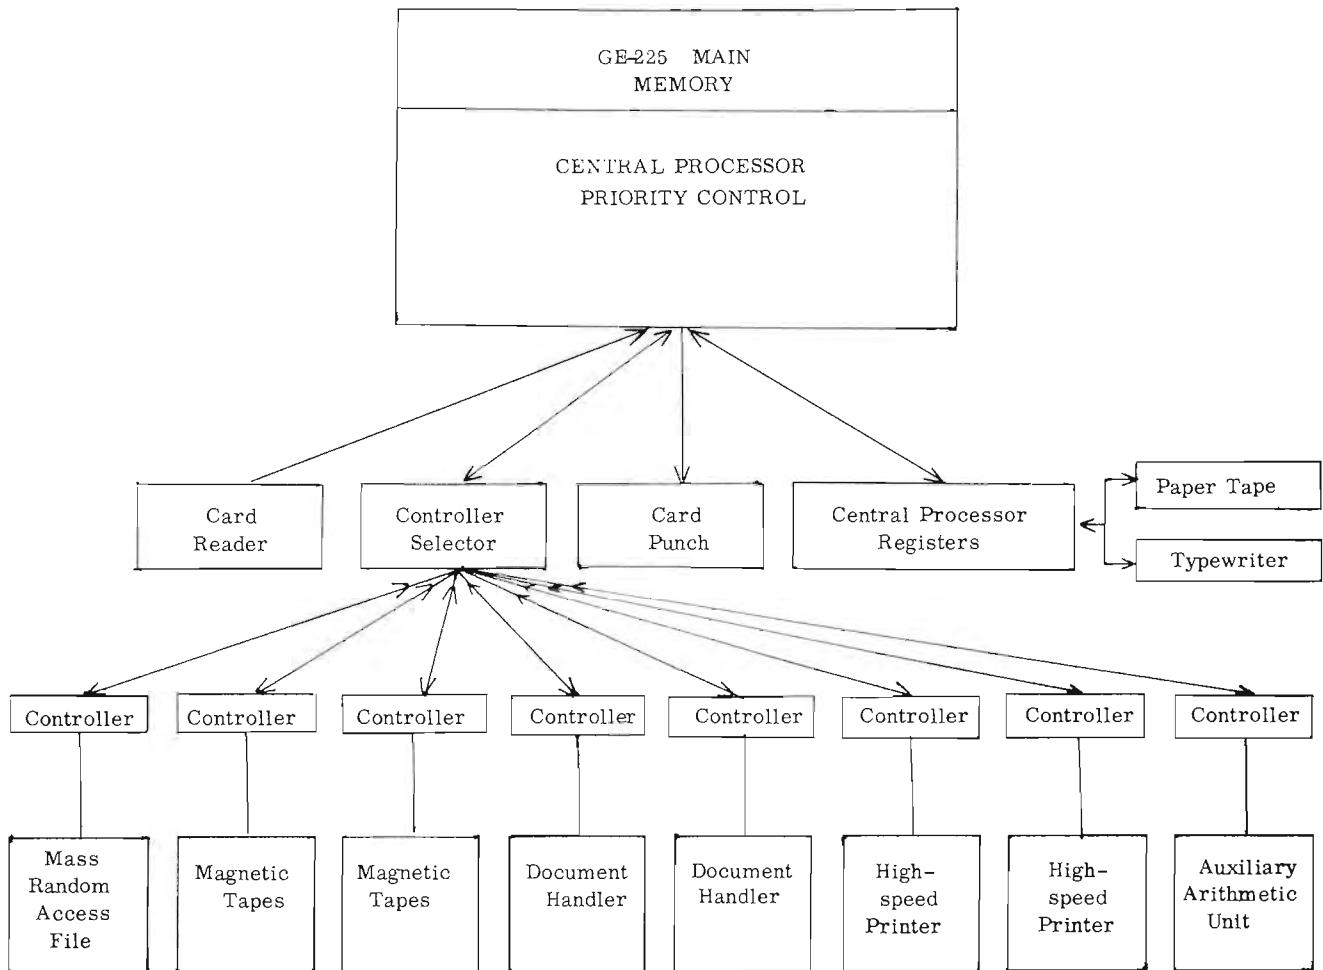 GE-225 MAIN
MEMORY
CENTRAL PROCESSOR
PRIORITY CONTROL
Card
Reader
Controller
Selector
Card
Punch
Central Processor
Registers
Paper Tape
Typewriter
Controller
Controller
Controller
Controller
Controller
Controller
Controller
Controller
Mass
Random
Access
File
Magnetic
Tapes
Magnetic
Tapes
Document
Handler
Document
Handler
High-
speed
Printer
High-
speed
Printer
Auxiliary
Arithmetic
Unit